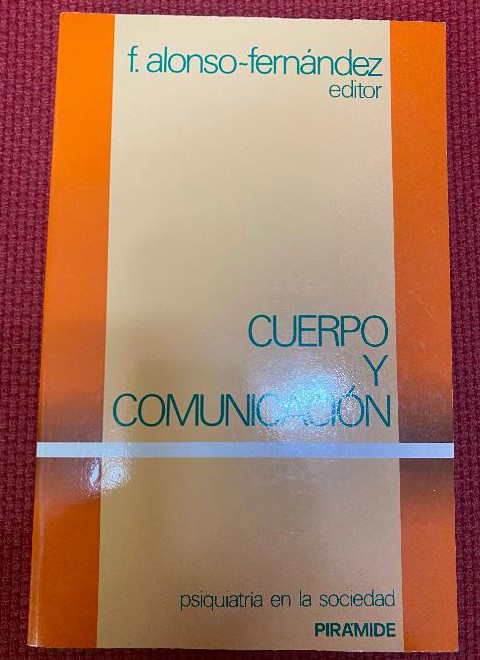 f. alonso-fernández
editor
CUERPO
Y
COMUNICACIÓN
psiquiatria en la sociedad
PIRÁMIDE